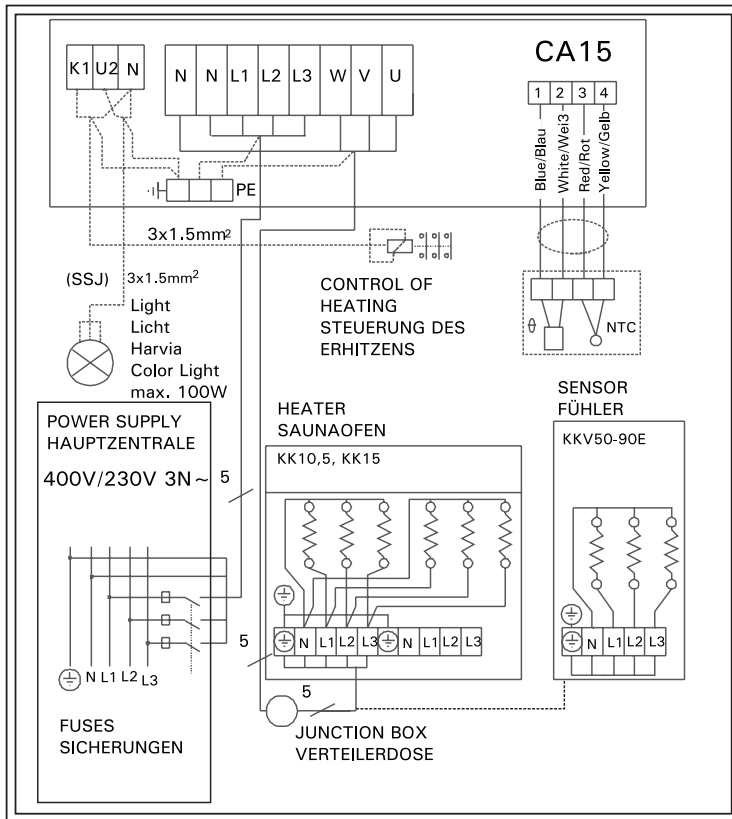 K1 U2 N
N N L1 L2 L3 W V U
CA15
1 2 3 4
Blue/Blau
White/Wei3
Red/Rot
Yellow/Gelb
PE
3x1.5mm²
(SSJ) 3x1.5mm²
Light
Licht
Harvia
Color Light
max. 100W
CONTROL OF
HEATING
STEUERUNG DES
ERHITZENS
θ
NTC
POWER SUPPLY
HAUPTZENTRALE
400V/230V 3N~
5
N L1 L2 L3
FUSES
SICHERUNGEN
HEATER
SAUNAOFEN
KK10,5, KK15
N L1 L2 L3 N L1 L2 L3
5
5
JUNCTION BOX
VERTEILERDOSE
SENSOR
FÜHLER
KKV50-90E
N L1 L2 L3